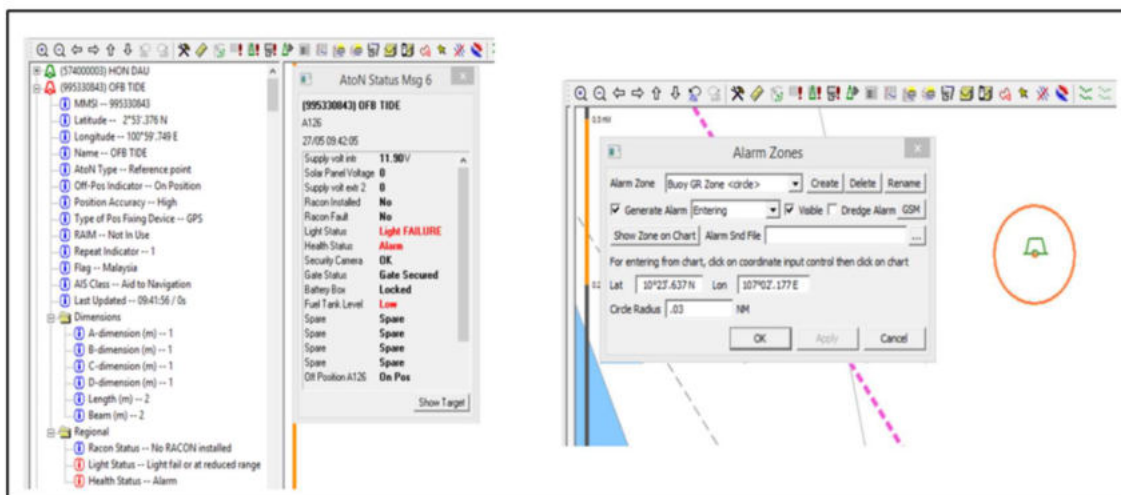 (574000003) HON DAU
(995330843) OFB TIDE
MMSI -- 995330843
Latitude -- 2°53'.376 N
Longitude -- 100°59'.749 E
Name -- OFB TIDE
AtoN Type -- Reference point
Off-Pos Indicator -- On Position
Position Accuracy -- High
Type of Pos Fixing Device -- GPS
RAIM -- Not In Use
Repeat Indicator -- 1
Flag -- Malaysia
AIS Class -- Aid to Navigation
Last Updated -- 09:41:56 / 0s
Dimensions
A-dimension (m) -- 1
B-dimension (m) -- 1
C-dimension (m) -- 1
D-dimension (m) -- 1
Length (m) -- 2
Beam (m) -- 2
Regional
Racon Status -- No RACON installed
Light Status -- Light fail or at reduced range
Health Status -- Alarm
AtoN Status Msg 6
(995330843) OFB TIDE
A126
27/05 09:42:05
Supply volt intr 11.90V
Solar Panel Voltage 0
Supply volt extr 2 0
Racon Installed No
Racon Fault No
Light Status Light FAILURE
Health Status Alarm
Security Camera OK
Gate Status Gate Secured
Battery Box Locked
Fuel Tank Level Low
Spare Spare
Spare Spare
Spare Spare
Spare Spare
Off Position A126 On Pos
Show Target
0.3 NM
0.2
Alarm Zones
Alarm Zone Buoy GR Zone <circle> Create Delete Rename
Generate Alarm Entering Visible Dredge Alarm GSM
Show Zone on Chart Alarm Snd File ...
For entering from chart, click on coordinate input control then click on chart
Lat 10°23'.637 N Lon 107°02'.177 E
Circle Radius .03 NM
OK Apply Cancel